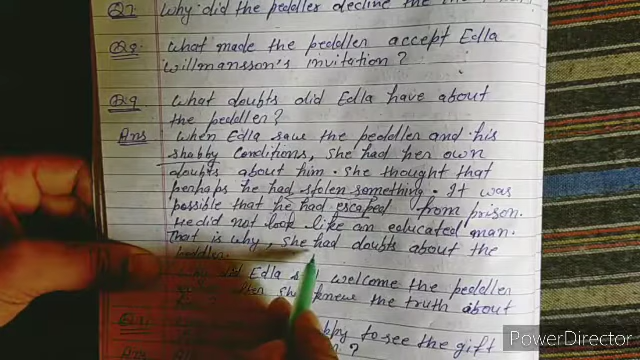 Q7. Why did the peddler decline the
Q8. What made the peddler accept Edla
Willmansson's invitation?
Q9. What doubts did Edla have about
the peddler?
Ans When Edla saw the peddler and his
shabby Conditions, she had her own
doubts about him. She thought that
perhaps he had stolen something. It was
possible that he had escaped from prison.
He did not look like an educated man.
That is why, she had doubts about the
peddler.
did Edla welcome the peddler
she knew the truth about
to see the gift
?
Ans
PowerDirector